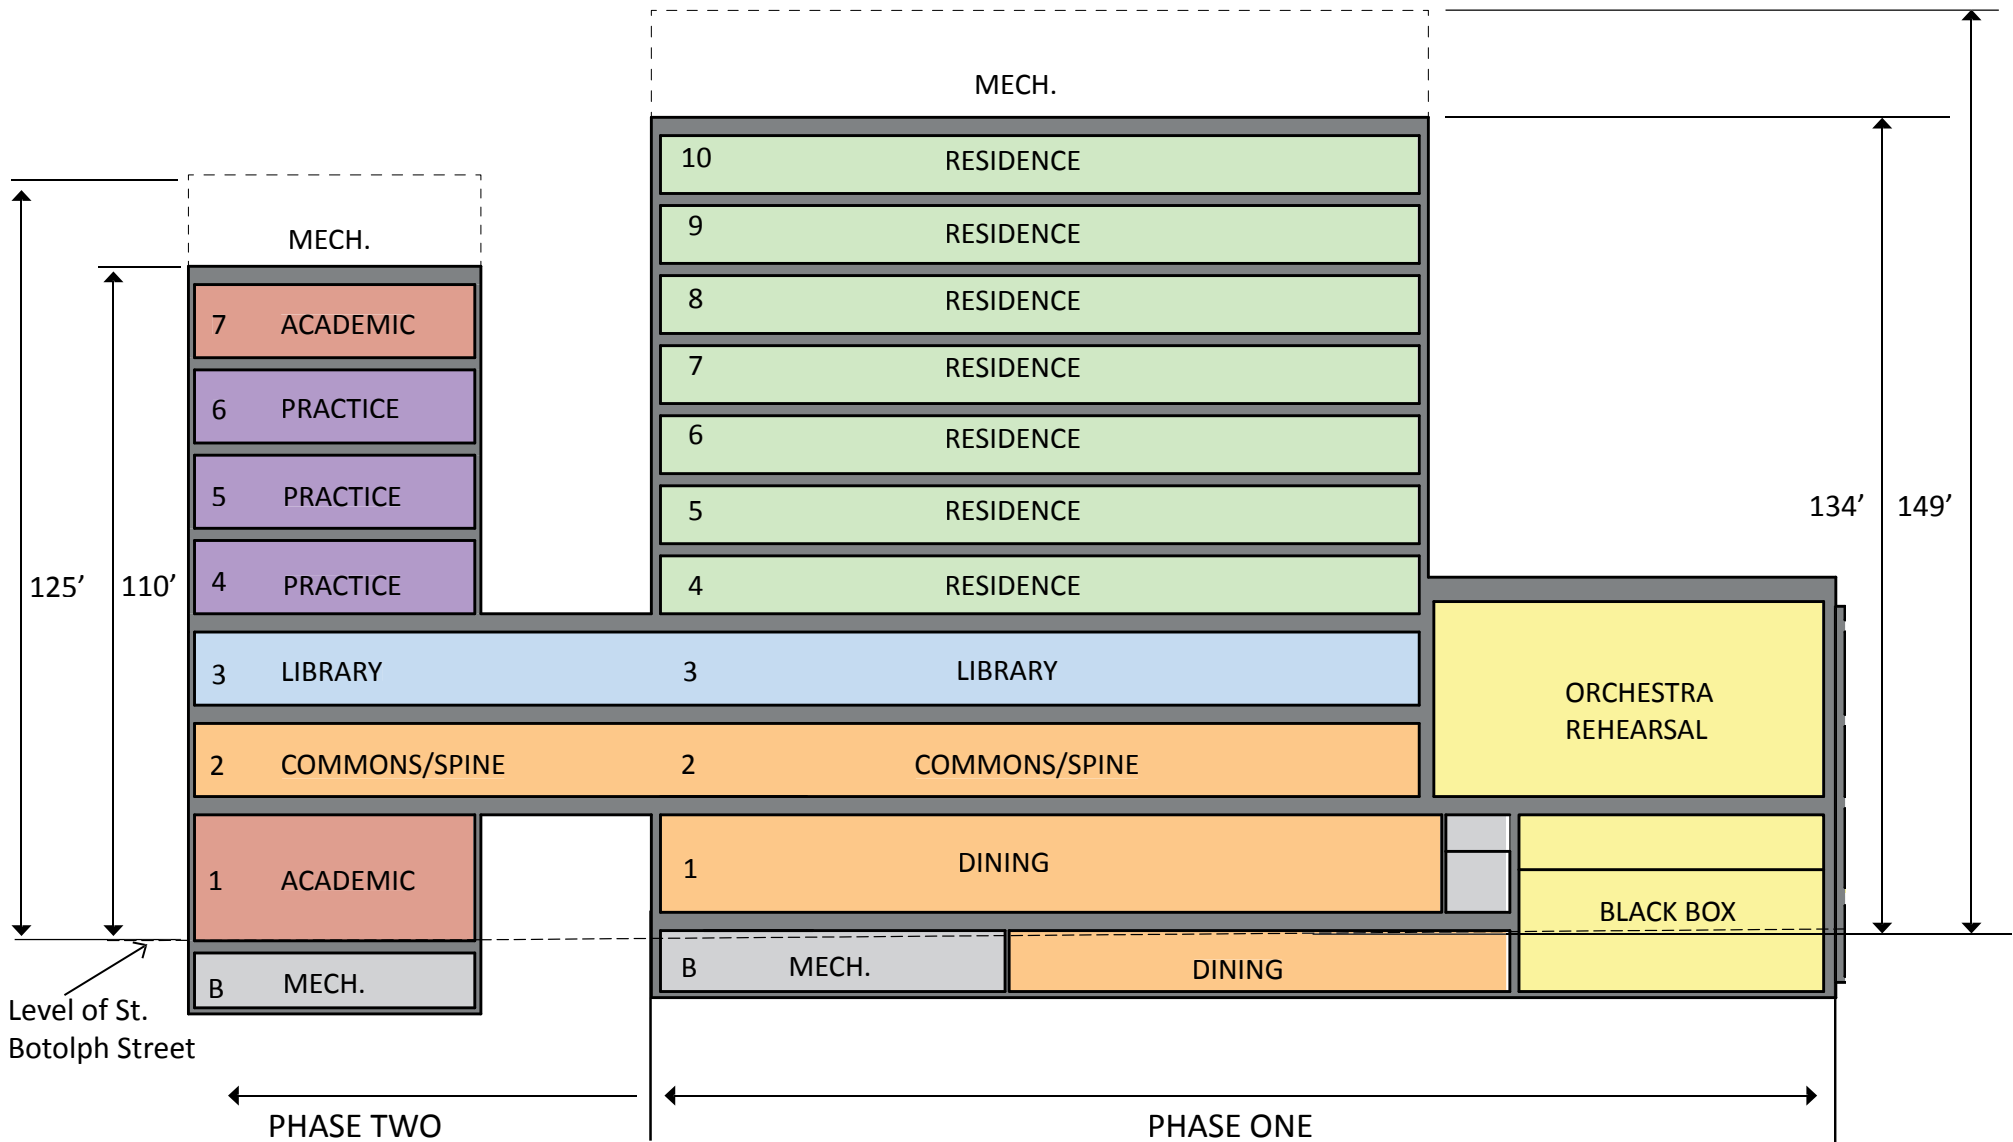 MECH.
10 RESIDENCE
9 RESIDENCE
MECH.
8 RESIDENCE
7 ACADEMIC
7 RESIDENCE
6 PRACTICE
6 RESIDENCE
5 PRACTICE
5 RESIDENCE
134’ 149’
125’ 110’
4 PRACTICE
4 RESIDENCE
3 LIBRARY
3 LIBRARY
ORCHESTRA
REHEARSAL
2 COMMONS/SPINE
2 COMMONS/SPINE
1 ACADEMIC
1 DINING
BLACK BOX
B MECH.
B MECH.
DINING
Level of St.
Botolph Street
PHASE TWO
PHASE ONE